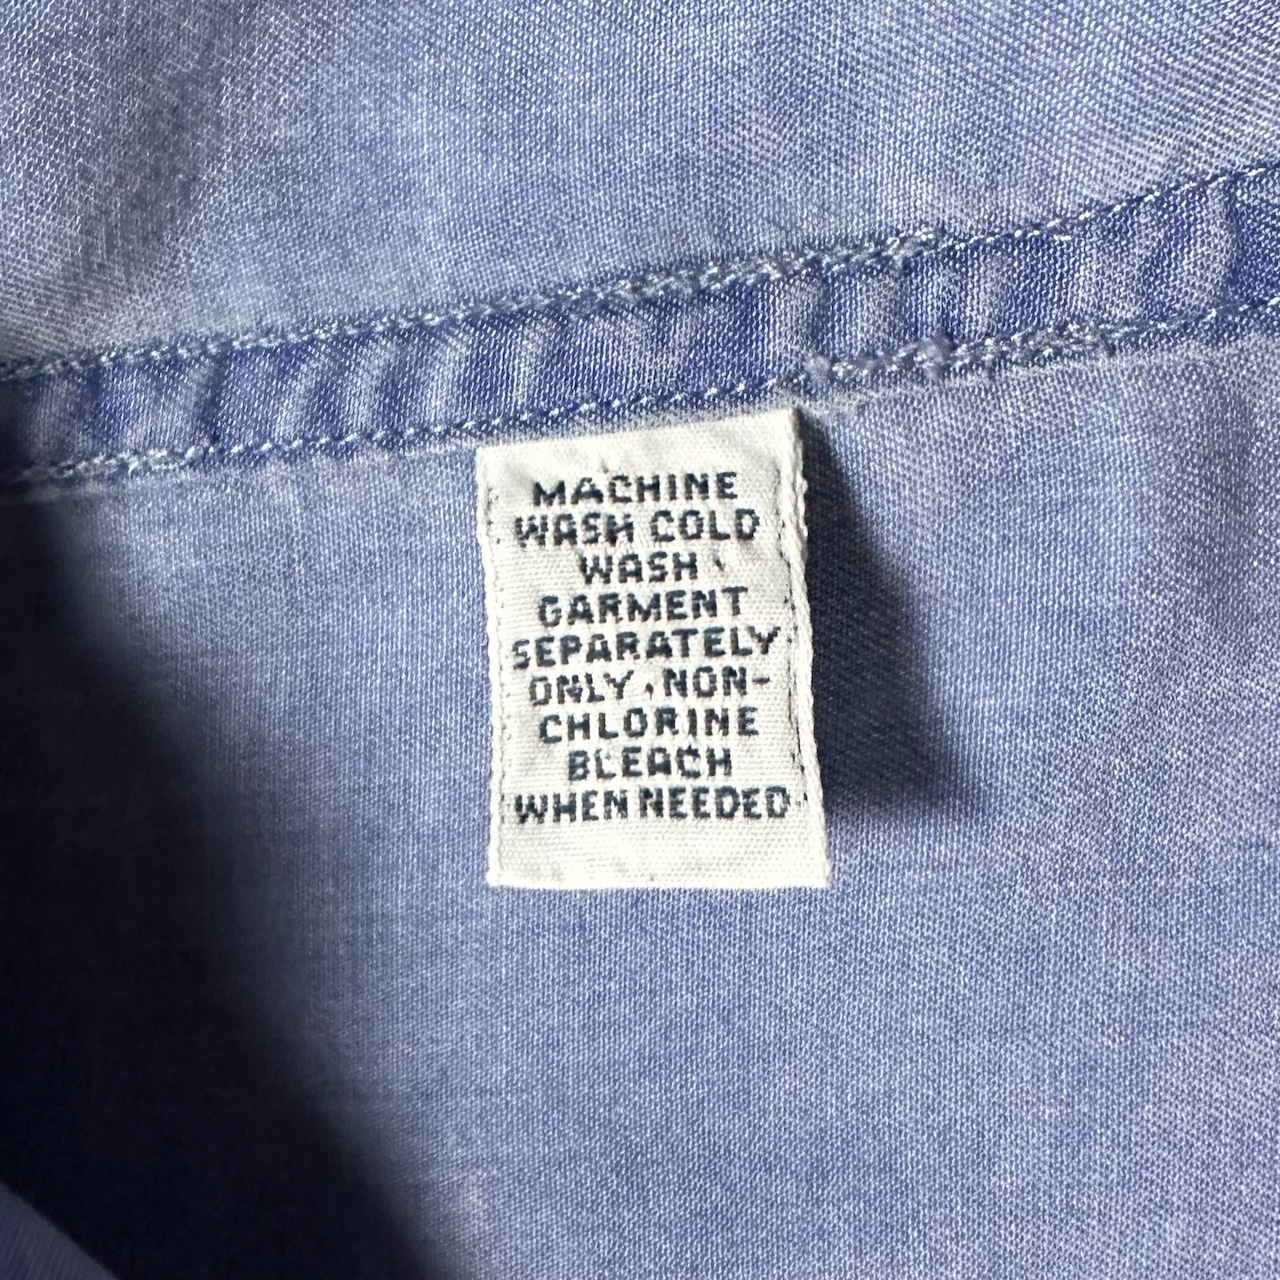 MACHINE
WASH COLD
WASH
GARMENT
SEPARATELY
ONLY, NON-
CHLORINE
BLEACH
WHEN NEEDED